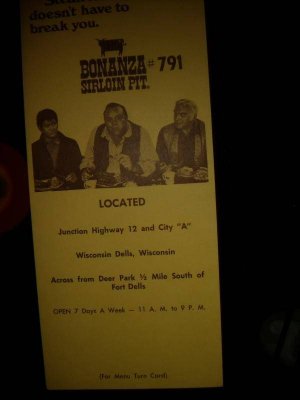 doesn't have to
break you.
BONANZA # 791
SIRLOIN PIT.
LOCATED
Junction Highway 12 and City "A"
Wisconsin Dells, Wisconsin
Across from Deer Park ½ Mile South of
Fort Dells
OPEN 7 Days A Week — 11 A. M. to 9 P. M.
(For Menu Turn Card)